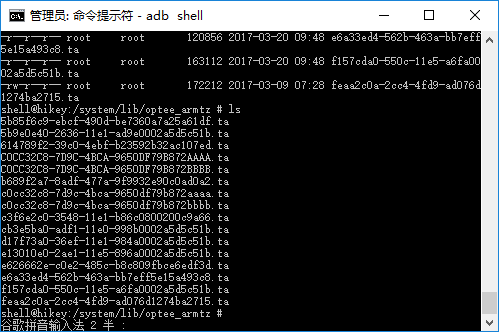 管理员: 命令提示符 - adb  shell
-r--r--r-- root     root       120856 2017-03-20 09:48 e6a33ed4-562b-463a-bb7eff
5e15a493c8.ta
-r--r--r-- root     root       163112 2017-03-20 09:48 f157cda0-550c-11e5-a6fa00
02a5d5c51b.ta
-rw-r--r-- root     root       172212 2017-03-09 07:28 feaa2c0a-2cc4-4fd9-ad076d
1274ba2715.ta
shell@hikey:/system/lib/optee_armtz # ls
5b85f6c9-ebcf-490d-be7360a7a25a61df.ta
5b9e0e40-2636-11e1-ad9e0002a5d5c51b.ta
614789f2-39c0-4ebf-b23592b32ac107ed.ta
C0CC32C8-7D9C-4BCA-9650DF79B872AAAA.ta
C0CC32C8-7D9C-4BCA-9650DF79B872BBBB.ta
b689f2a7-8adf-477a-9f9932e90c0ad0a2.ta
c0cc32c8-7d9c-4bca-9650df79b872aaaa.ta
c0cc32c8-7d9c-4bca-9650df79b872bbbb.ta
c3f6e2c0-3548-11e1-b86c0800200c9a66.ta
cb3e5ba0-adf1-11e0-998b0002a5d5c51b.ta
d17f73a0-36ef-11e1-984a0002a5d5c51b.ta
e13010e0-2ae1-11e5-896a0002a5d5c51b.ta
e626662e-c0e2-485c-b8c809fbce6edf3d.ta
e6a33ed4-562b-463a-bb7eff5e15a493c8.ta
f157cda0-550c-11e5-a6fa0002a5d5c51b.ta
feaa2c0a-2cc4-4fd9-ad076d1274ba2715.ta
shell@hikey:/system/lib/optee_armtz #
谷歌拼音输入法 2 半 :